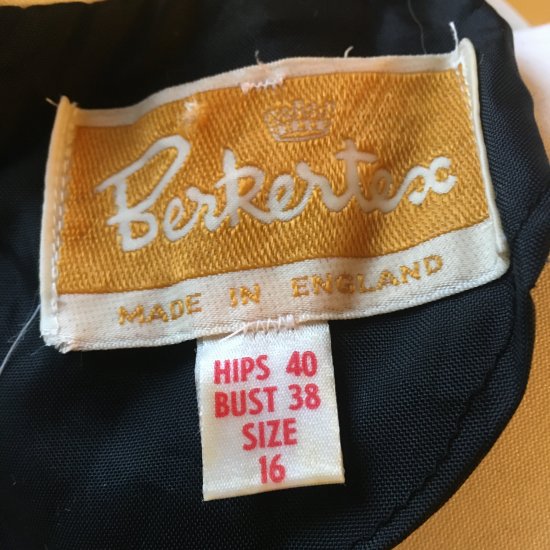 Berkertex
MADE IN ENGLAND
HIPS 40
BUST 38
SIZE
16